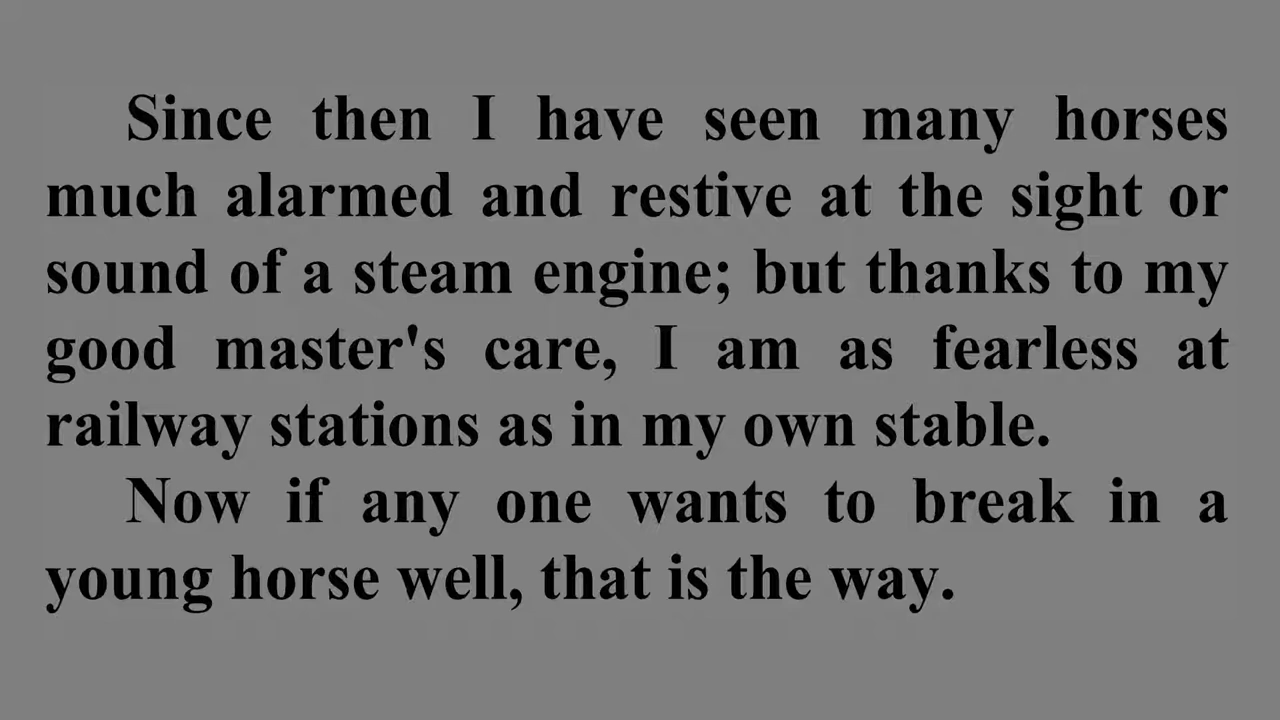 Since then I have seen many horses
much alarmed and restive at the sight or
sound of a steam engine; but thanks to my
good master's care, I am as fearless at
railway stations as in my own stable.
Now if any one wants to break in a
young horse well, that is the way.